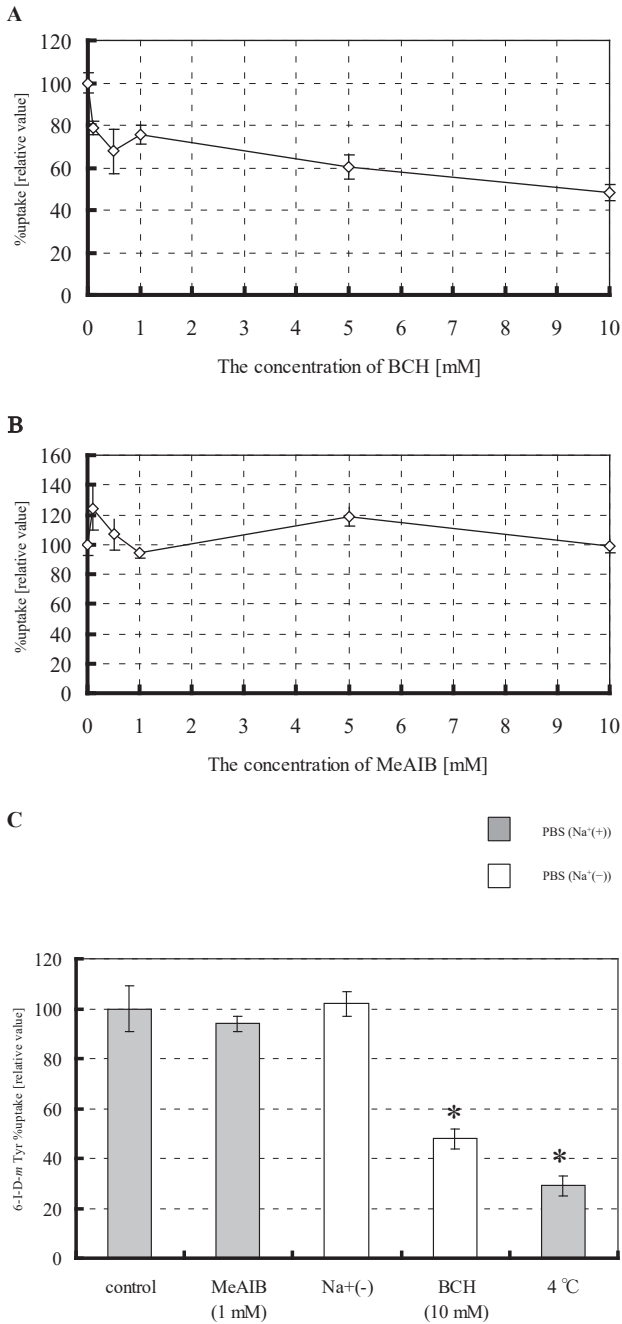 A
120
100
80
60
40
20
0
%uptake [relative value]
0 1 2 3 4 5 6 7 8 9 10
The concentration of BCH [mM]
B
160
140
120
100
80
60
40
20
0
%uptake [relative value]
0 1 2 3 4 5 6 7 8 9 10
The concentration of MeAIB [mM]
C
PBS (Na⁺(+))
PBS (Na⁺(−))
120
100
80
60
40
20
0
6-I-D-m Tyr %uptake [relative value]
* *
control MeAIB Na+(-) BCH 4 ℃
(1 mM) (10 mM)